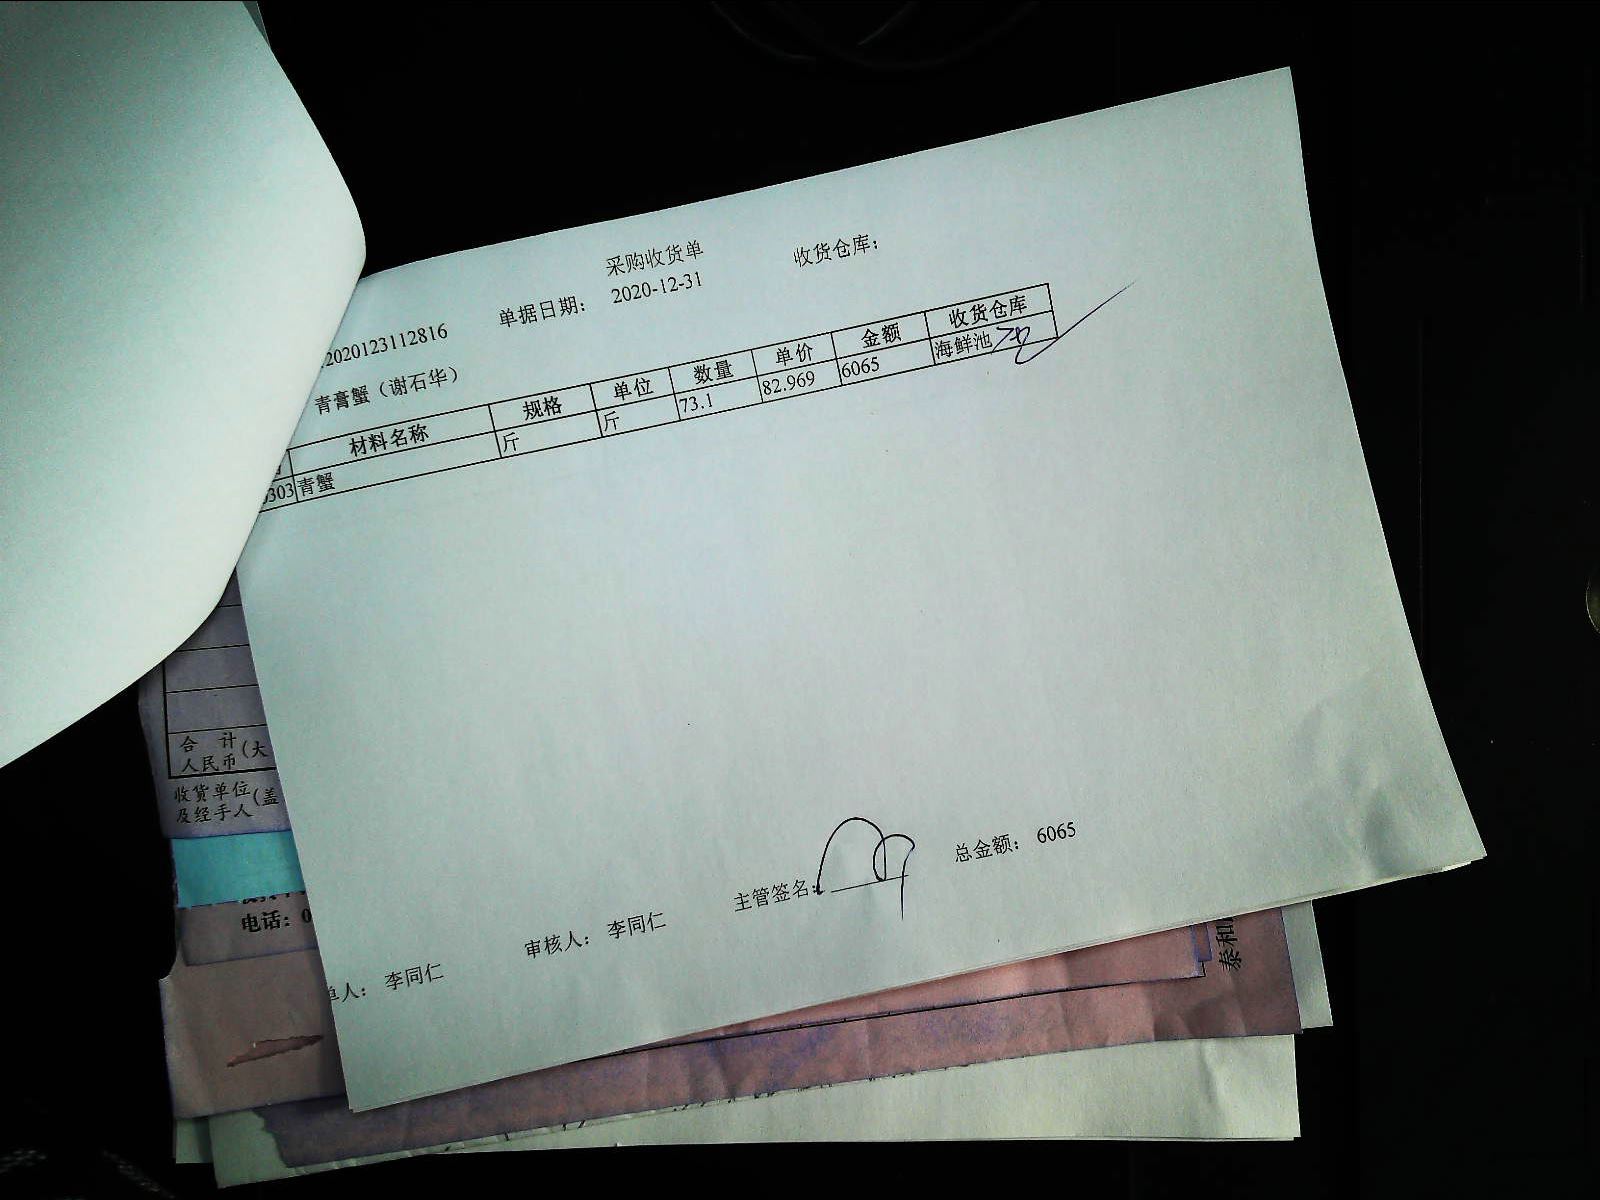 采购收货单
2020123112816 单据日期: 2020-12-31 收货仓库:
青膏蟹（谢石华）
材料名称 规格 单位 数量 单价 金额 收货仓库
303 青蟹 斤 斤 73.1 82.969 6065 海鲜池
单人: 李同仁 审核人: 李同仁 主管签名: 总金额: 6065
合 计
人民币(大
收货单位
及经手人(盖
电话: 0
泰和